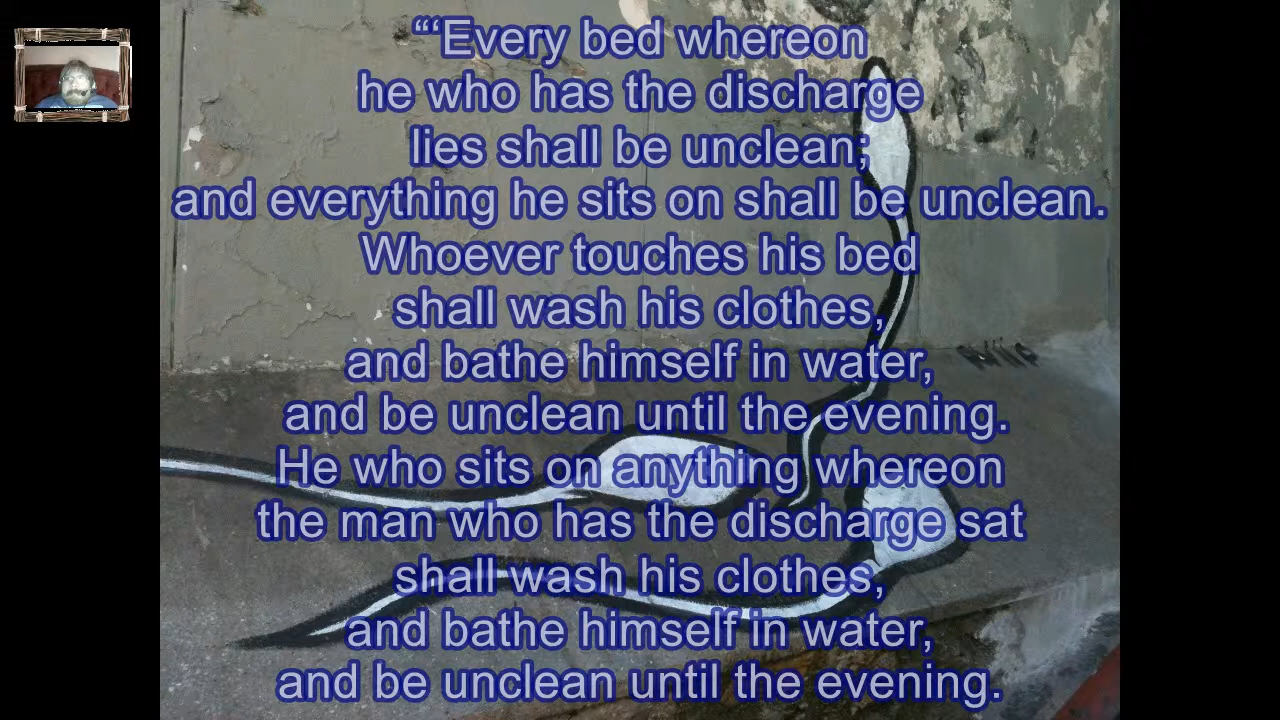 “‘Every bed whereon
he who has the discharge
lies shall be unclean;
and everything he sits on shall be unclean.
Whoever touches his bed
shall wash his clothes,
and bathe himself in water,
and be unclean until the evening.
He who sits on anything whereon
the man who has the discharge sat
shall wash his clothes,
and bathe himself in water,
and be unclean until the evening.